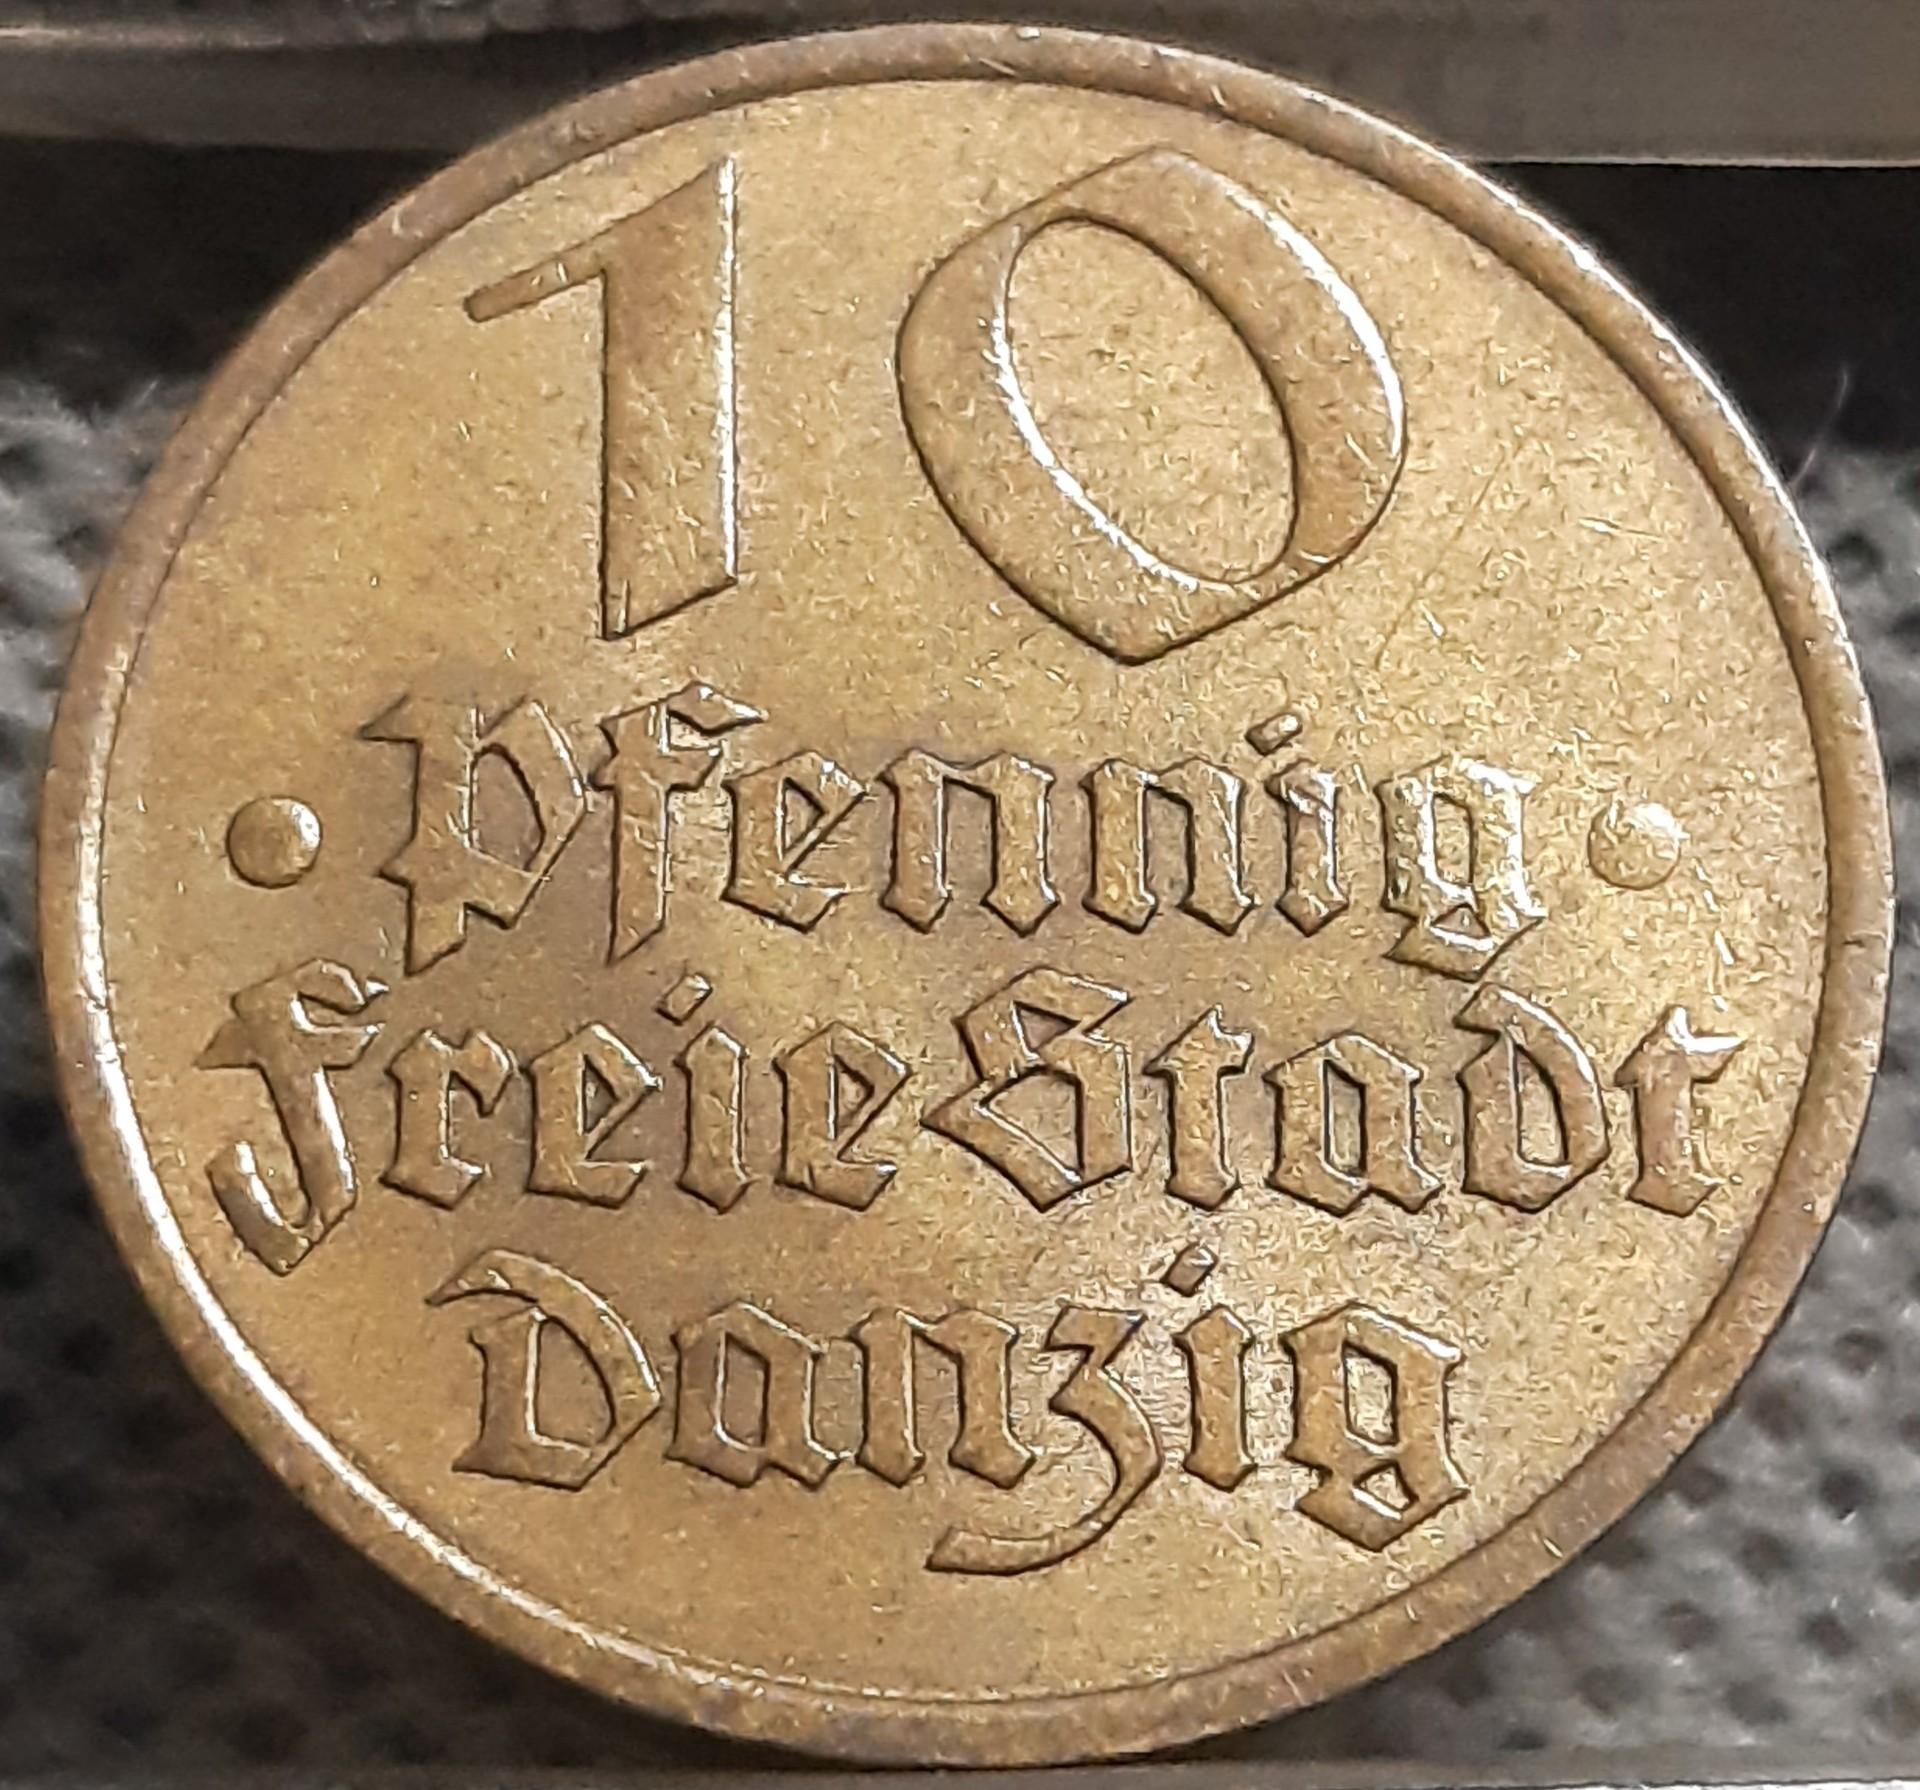 10
• Pfennig •
Freie Stadt
Danzig